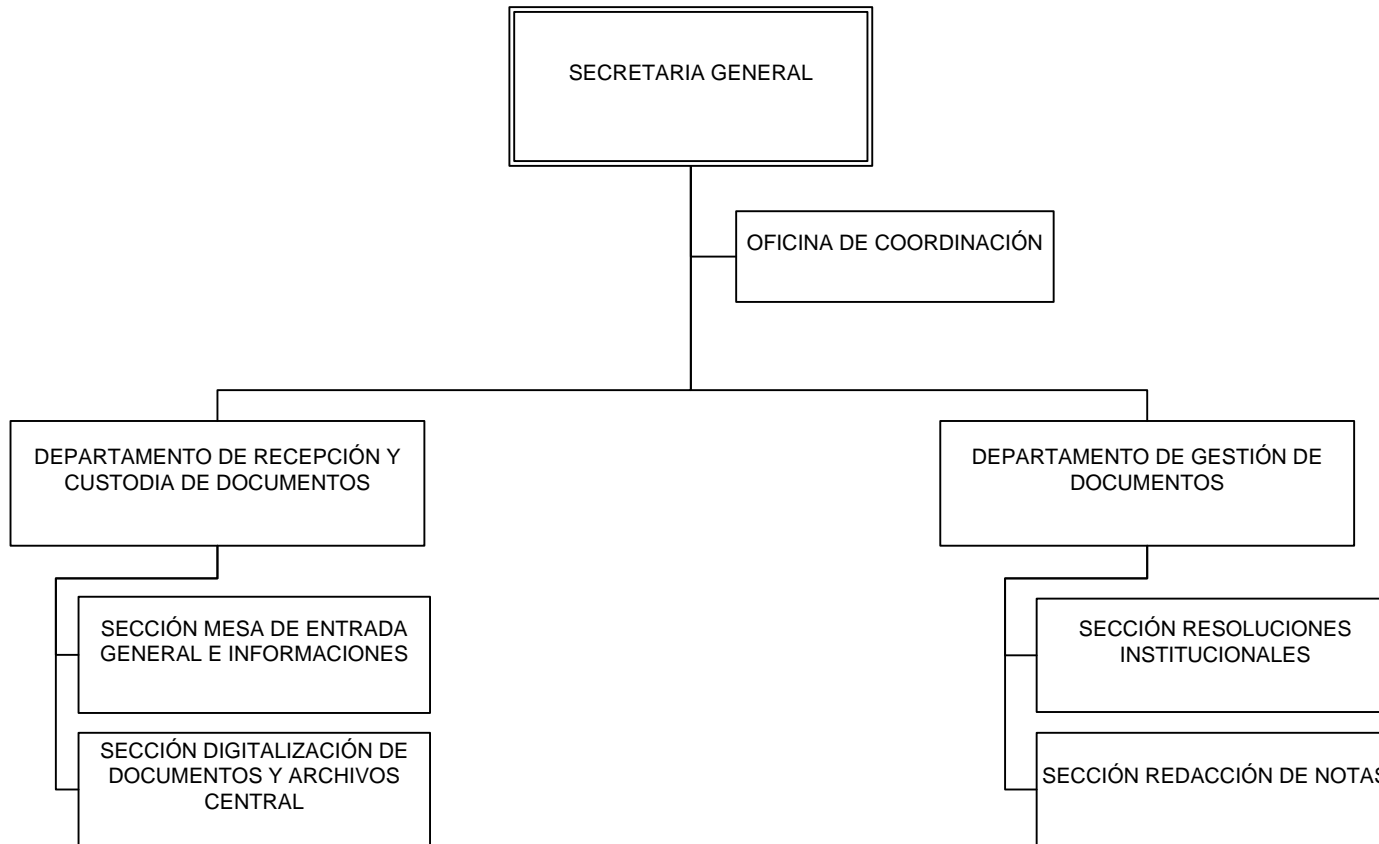 SECRETARIA GENERAL
OFICINA DE COORDINACIÓN
DEPARTAMENTO DE RECEPCIÓN Y
CUSTODIA DE DOCUMENTOS
DEPARTAMENTO DE GESTIÓN DE
DOCUMENTOS
SECCIÓN MESA DE ENTRADA
GENERAL E INFORMACIONES
SECCIÓN RESOLUCIONES
INSTITUCIONALES
SECCIÓN DIGITALIZACIÓN DE
DOCUMENTOS Y ARCHIVOS
CENTRAL
SECCIÓN REDACCIÓN DE NOTAS